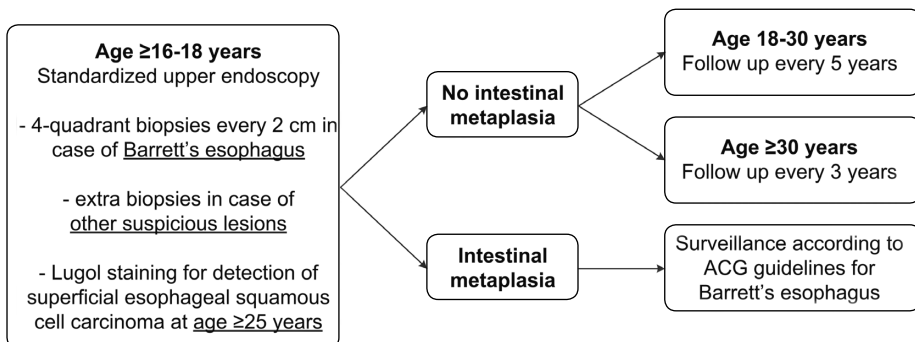 Age ≥16-18 years
Standardized upper endoscopy
- 4-quadrant biopsies every 2 cm in
case of Barrett's esophagus
- extra biopsies in case of
other suspicious lesions
- Lugol staining for detection of
superficial esophageal squamous
cell carcinoma at age ≥25 years
No intestinal
metaplasia
Intestinal
metaplasia
Age 18-30 years
Follow up every 5 years
Age ≥30 years
Follow up every 3 years
Surveillance according to
ACG guidelines for
Barrett's esophagus